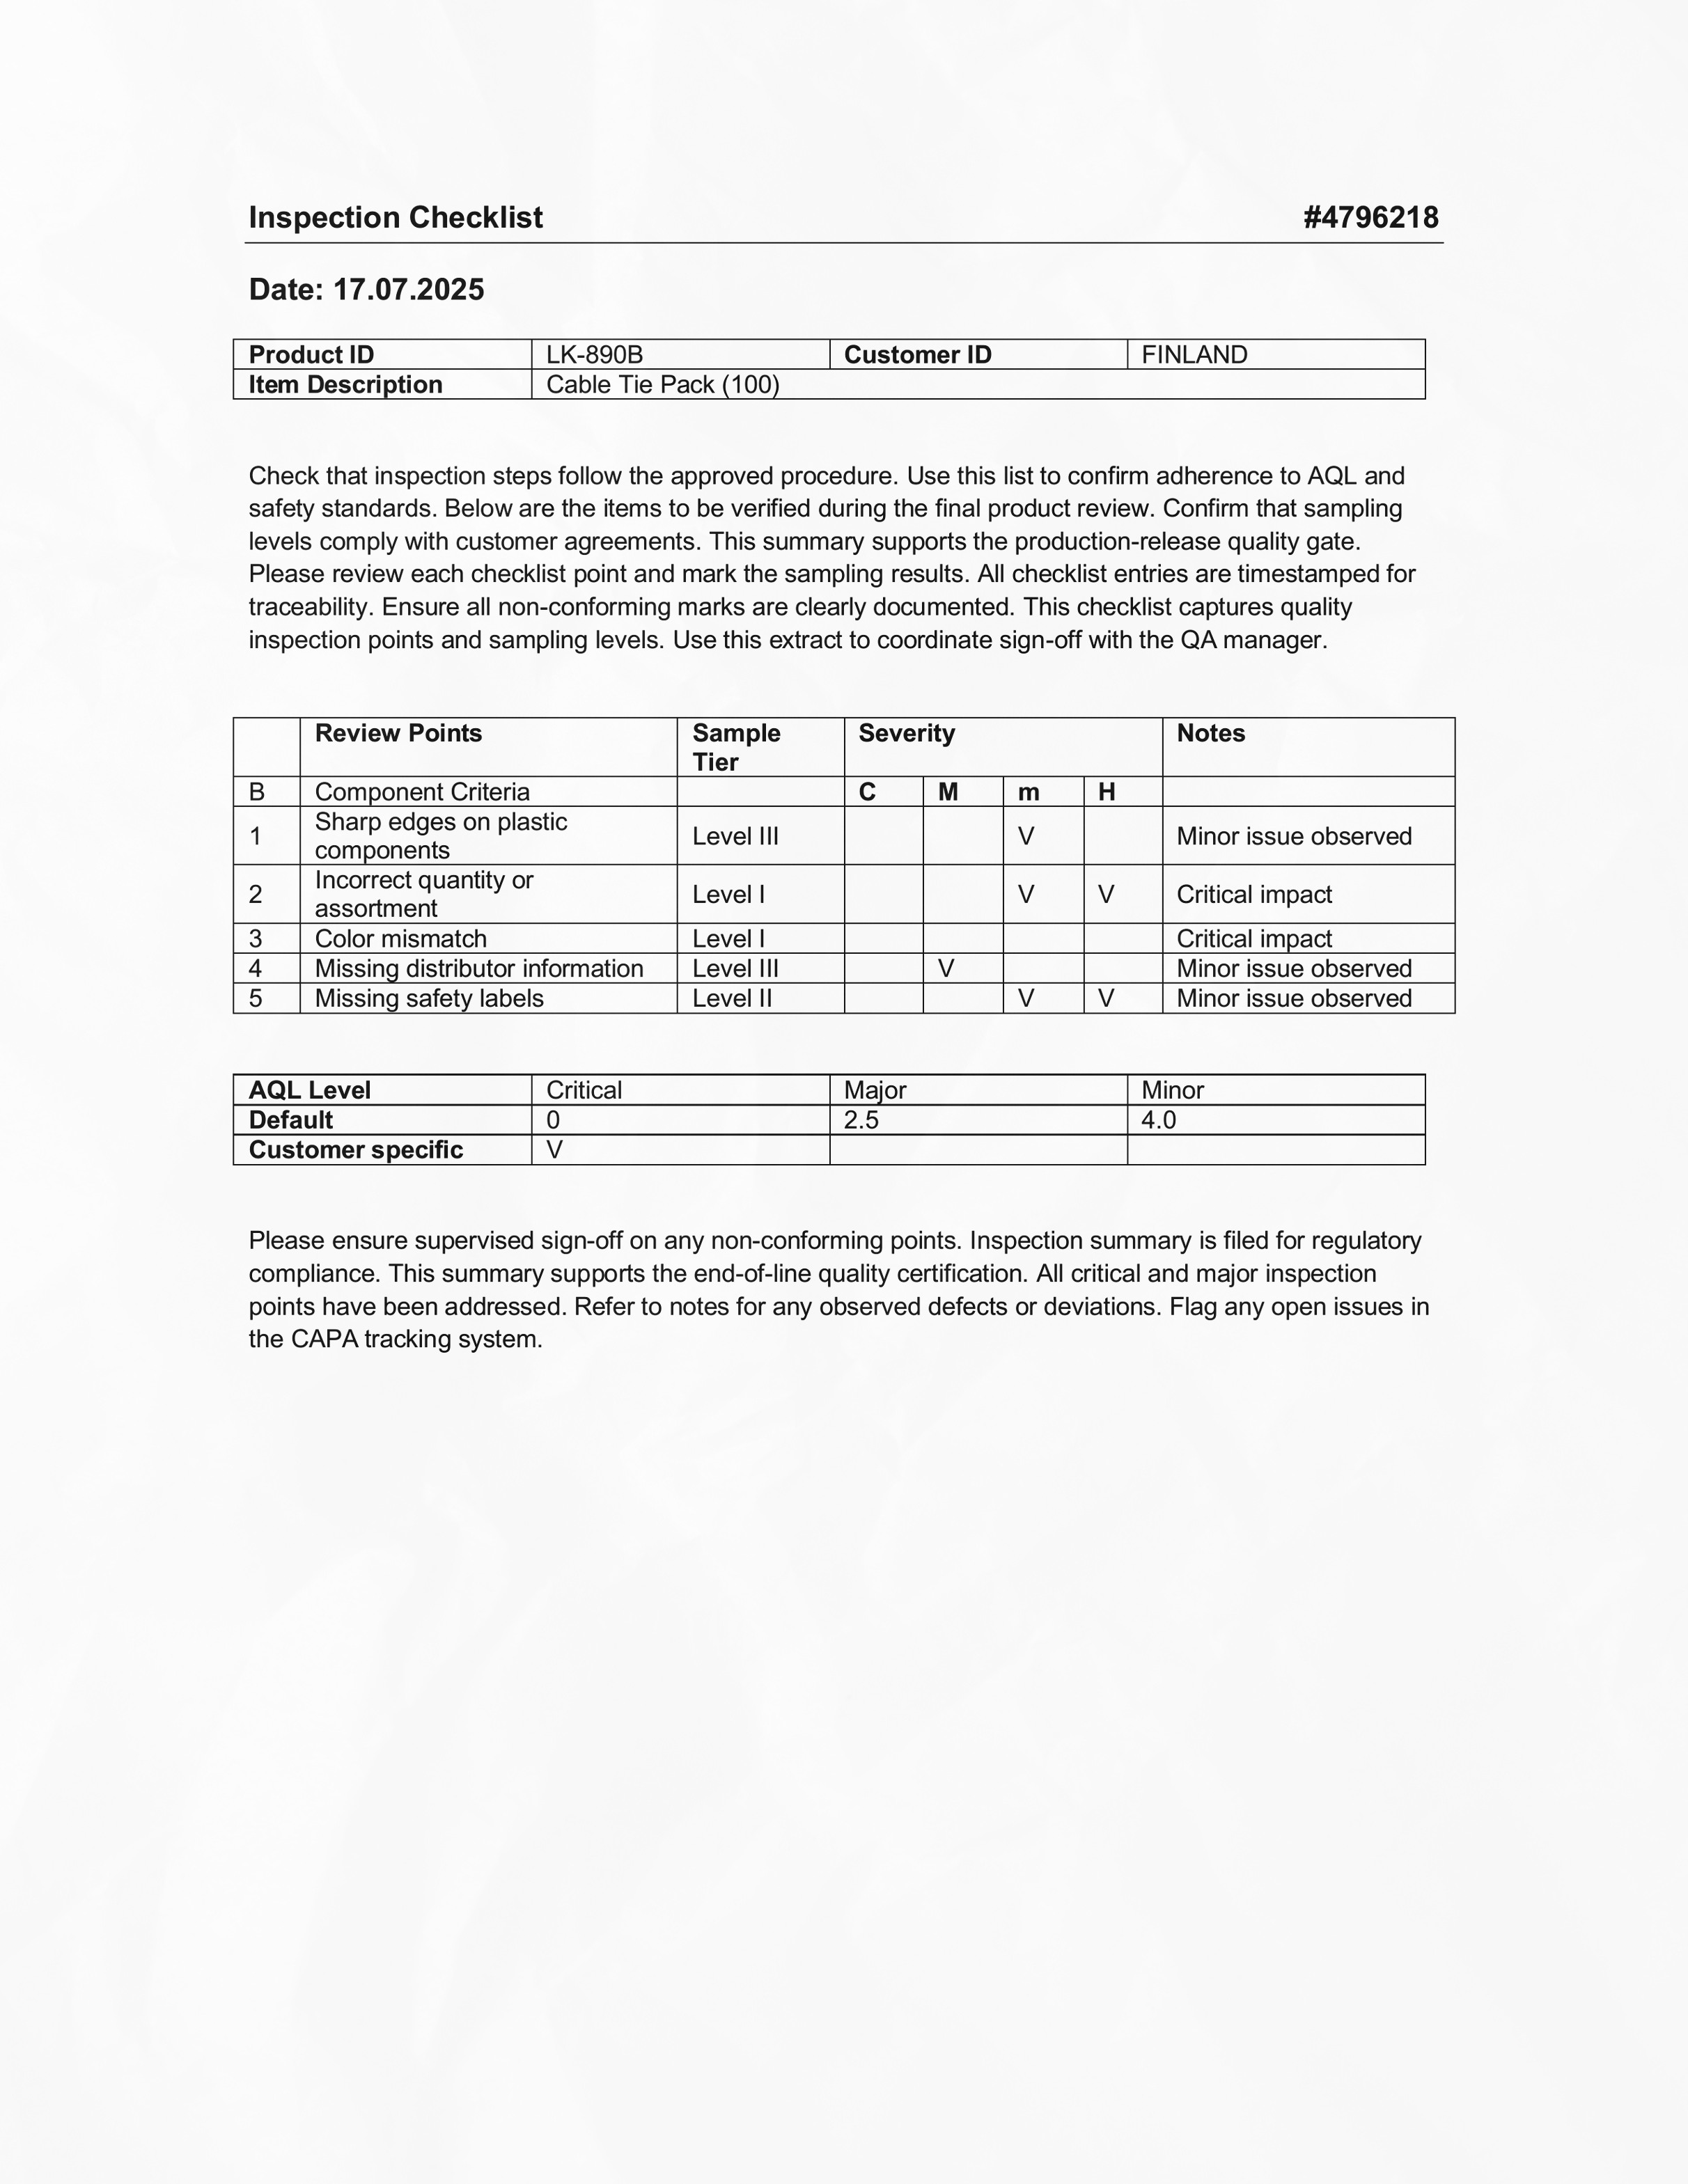 Inspection Checklist #4796218
Date: 17.07.2025
Product ID LK-890B Customer ID FINLAND
Item Description Cable Tie Pack (100)
Check that inspection steps follow the approved procedure. Use this list to confirm adherence to AQL and
safety standards. Below are the items to be verified during the final product review. Confirm that sampling
levels comply with customer agreements. This summary supports the production-release quality gate.
Please review each checklist point and mark the sampling results. All checklist entries are timestamped for
traceability. Ensure all non-conforming marks are clearly documented. This checklist captures quality
inspection points and sampling levels. Use this extract to coordinate sign-off with the QA manager.
Review Points Sample Tier Severity Notes
B Component Criteria C M m H
1 Sharp edges on plastic components Level III V Minor issue observed
2 Incorrect quantity or assortment Level I V V Critical impact
3 Color mismatch Level I Critical impact
4 Missing distributor information Level III V Minor issue observed
5 Missing safety labels Level II V V Minor issue observed
AQL Level Critical Major Minor
Default 0 2.5 4.0
Customer specific V
Please ensure supervised sign-off on any non-conforming points. Inspection summary is filed for regulatory
compliance. This summary supports the end-of-line quality certification. All critical and major inspection
points have been addressed. Refer to notes for any observed defects or deviations. Flag any open issues in
the CAPA tracking system.